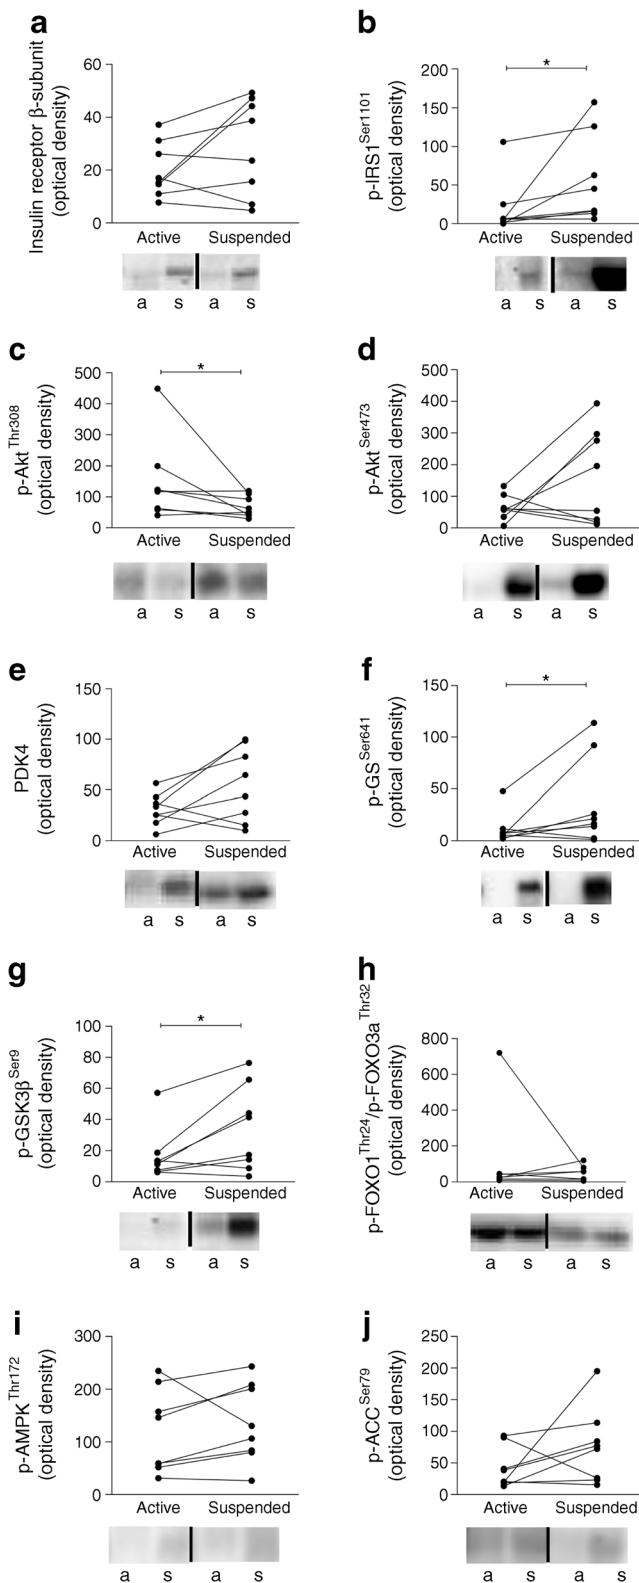 a
Insulin receptor β-subunit
(optical density)
60
40
20
0
Active Suspended
a s a s
b
p-IRS1Ser1101
(optical density)
*
200
150
100
50
0
Active Suspended
a s a s
c
p-AktThr308
(optical density)
*
500
400
300
200
100
0
Active Suspended
a s a s
d
p-AktSer473
(optical density)
500
400
300
200
100
0
Active Suspended
a s a s
e
PDK4
(optical density)
150
100
50
0
Active Suspended
a s a s
f
p-GSSer641
(optical density)
*
150
100
50
0
Active Suspended
a s a s
g
p-GSK3βSer9
(optical density)
*
100
80
60
40
20
0
Active Suspended
a s a s
h
p-FOXO1Thr24/p-FOXO3aThr32
(optical density)
800
600
400
200
0
Active Suspended
a s a s
i
p-AMPKThr172
(optical density)
300
200
100
0
Active Suspended
a s a s
j
p-ACCSer79
(optical density)
250
200
150
100
50
0
Active Suspended
a s a s